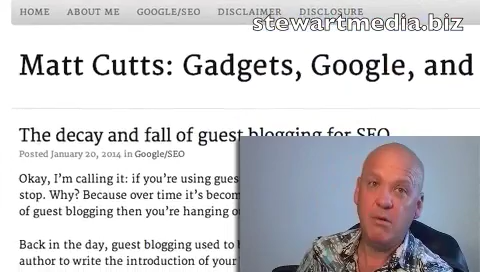 HOME ABOUT ME GOOGLE/SEO DISCLAIMER DISCLOSURE
stewartmedia.biz
Matt Cutts: Gadgets, Google, and
The decay and fall of guest blogging for SEO
Posted January 20, 2014 in Google/SEO
Okay, I'm calling it: if you're using gues
stop. Why? Because over time it's becom
of guest blogging then you're hanging o
Back in the day, guest blogging used to b
author to write the introduction of your